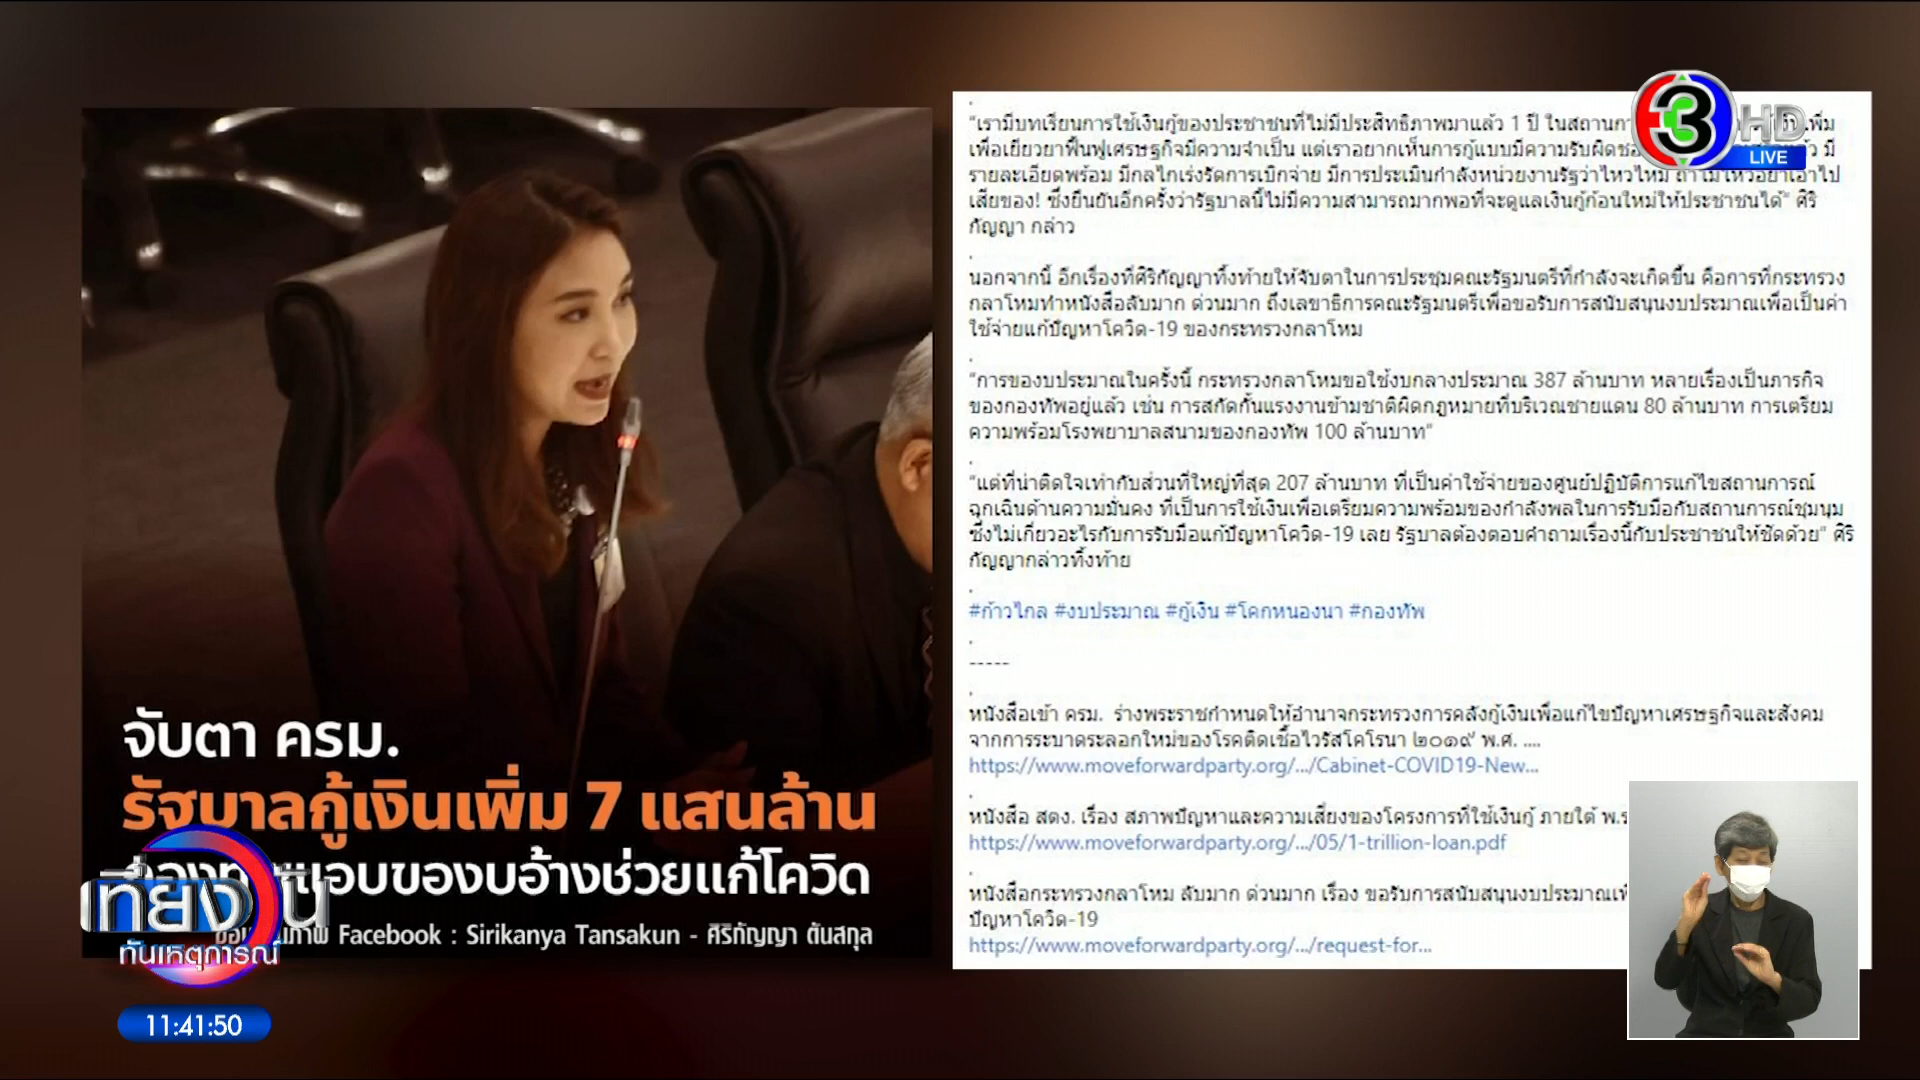 3 HD
LIVE
"เรามีบทเรียนการใช้เงินกู้ของประชาชนที่ไม่มีประสิทธิภาพมาแล้ว 1 ปี ในสถานกา
เพื่อเยียวยาฟื้นฟูเศรษฐกิจมีความจำเป็น แต่เราอยากเห็นการกู้แบบมีความรับผิดชอ มี
รายละเอียดพร้อม มีกลไกเร่งรัดการเบิกจ่าย มีการประเมินกำลังหน่วยงานรัฐว่าไหวไหม ถ้าไม่ไหวอย่าเอาไป
เสียของ! ซึ่งยืนยันอีกครั้งว่ารัฐบาลนี้ไม่มีความสามารถมากพอที่จะดูแลเงินกู้ก้อนใหม่ให้ประชาชนได้" ศิริ
กัญญา กล่าว
.
นอกจากนี้ อีกเรื่องที่ศิริกัญญาทิ้งท้ายให้จับตาในการประชุมคณะรัฐมนตรีที่กำลังจะเกิดขึ้น คือการที่กระทรวง
กลาโหมทำหนังสือลับมาก ด่วนมาก ถึงเลขาธิการคณะรัฐมนตรีเพื่อขอรับการสนับสนุนงบประมาณเพื่อเป็นค่า
ใช้จ่ายแก้ปัญหาโควิด-19 ของกระทรวงกลาโหม
.
"การของบประมาณในครั้งนี้ กระทรวงกลาโหมขอใช้งบกลางประมาณ 387 ล้านบาท หลายเรื่องเป็นภารกิจ
ของกองทัพอยู่แล้ว เช่น การสกัดกั้นแรงงานข้ามชาติผิดกฎหมายที่บริเวณชายแดน 80 ล้านบาท การเตรียม
ความพร้อมโรงพยาบาลสนามของกองทัพ 100 ล้านบาท"
.
"แต่ที่น่าติดใจเท่ากับส่วนที่ใหญ่ที่สุด 207 ล้านบาท ที่เป็นค่าใช้จ่ายของศูนย์ปฏิบัติการแก้ไขสถานการณ์
ฉุกเฉินด้านความมั่นคง ที่เป็นการใช้เงินเพื่อเตรียมความพร้อมของกำลังพลในการรับมือกับสถานการณ์ชุมนุม
ซึ่งไม่เกี่ยวอะไรกับการรับมือแก้ปัญหาโควิด-19 เลย รัฐบาลต้องตอบคำถามเรื่องนี้กับประชาชนให้ชัดด้วย" ศิริ
กัญญากล่าวทิ้งท้าย
.
#ก้าวไกล #งบประมาณ #กู้เงิน #โคกหนองนา #กองทัพ
.
-----
.
หนังสือเข้า ครม. ร่างพระราชกำหนดให้อำนาจกระทรวงการคลังกู้เงินเพื่อแก้ไขปัญหาเศรษฐกิจและสังคม
จากการระบาดระลอกใหม่ของโรคติดเชื้อไวรัสโคโรนา ๒๐๑๙ พ.ศ. ....
https://www.moveforwardparty.org/.../Cabinet-COVID19-New...
.
หนังสือ สตง. เรื่อง สภาพปัญหาและความเสี่ยงของโครงการที่ใช้เงินกู้ ภายใต้ พ.ร
https://www.moveforwardparty.org/.../05/1-trillion-loan.pdf
.
หนังสือกระทรวงกลาโหม ลับมาก ด่วนมาก เรื่อง ขอรับการสนับสนุนงบประมาณเพื่
ปัญหาโควิด-19
https://www.moveforwardparty.org/.../request-for...
จับตา ครม.
รัฐบาลกู้เงินเพิ่ม 7 แสนล้าน
ของบอ้างช่วยแก้โควิด
Facebook : Sirikanya Tansakun - ศิริกัญญา ตันสกุล
เที่ยงวัน
ทันเหตุการณ์
11:41:50